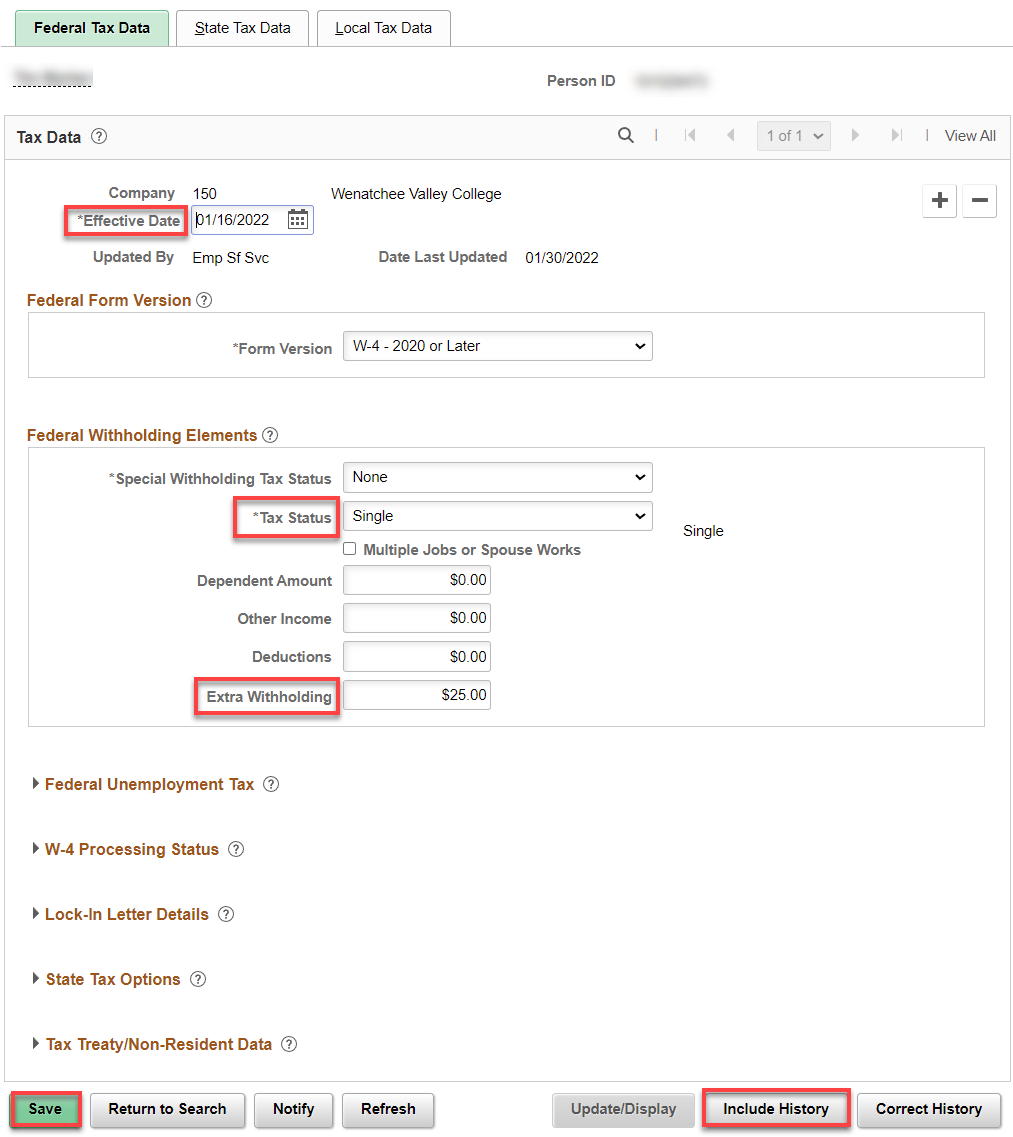 Federal Tax Data State Tax Data Local Tax Data
Person ID
Tax Data ? 1 of 1 View All
Company 150 Wenatchee Valley College
*Effective Date 01/16/2022
Updated By Emp Sf Svc Date Last Updated 01/30/2022
Federal Form Version ?
*Form Version W-4 - 2020 or Later
Federal Withholding Elements ?
*Special Withholding Tax Status None
*Tax Status Single
Single
Multiple Jobs or Spouse Works
Dependent Amount $0.00
Other Income $0.00
Deductions $0.00
Extra Withholding $25.00
Federal Unemployment Tax ?
W-4 Processing Status ?
Lock-In Letter Details ?
State Tax Options ?
Tax Treaty/Non-Resident Data ?
Save Return to Search Notify Refresh Update/Display Include History Correct History